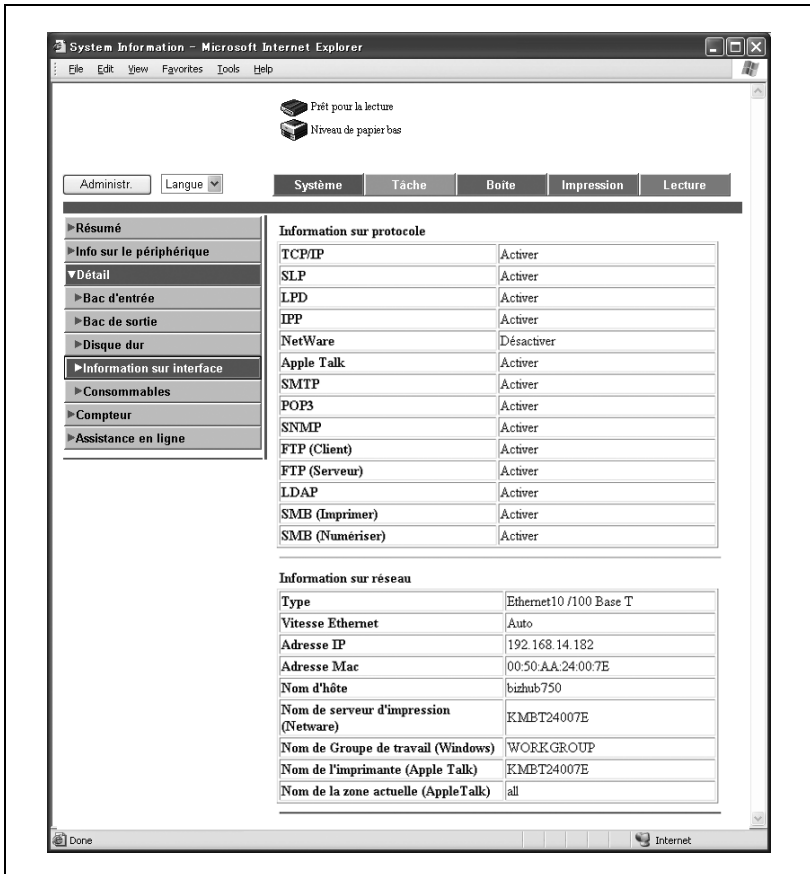 System Information - Microsoft Internet Explorer
File Edit View Favorites Tools Help
Prêt pour la lecture
Niveau de papier bas
Administr. Langue
Système Tâche Boîte Impression Lecture
Résumé
Info sur le périphérique
Détail
Bac d'entrée
Bac de sortie
Disque dur
Information sur interface
Consommables
Compteur
Assistance en ligne
Information sur protocole
TCP/IP Activer
SLP Activer
LPD Activer
IPP Activer
NetWare Désactiver
Apple Talk Activer
SMTP Activer
POP3 Activer
SNMP Activer
FTP (Client) Activer
FTP (Serveur) Activer
LDAP Activer
SMB (Imprimer) Activer
SMB (Numériser) Activer
Information sur réseau
Type Ethernet10 /100 Base T
Vitesse Ethernet Auto
Adresse IP 192.168.14.182
Adresse Mac 00:50:AA:24:00:7E
Nom d'hôte bizhub750
Nom de serveur d'impression
(Netware) KMBT24007E
Nom de Groupe de travail (Windows) WORKGROUP
Nom de l'imprimante (Apple Talk) KMBT24007E
Nom de la zone actuelle (AppleTalk) all
Done Internet